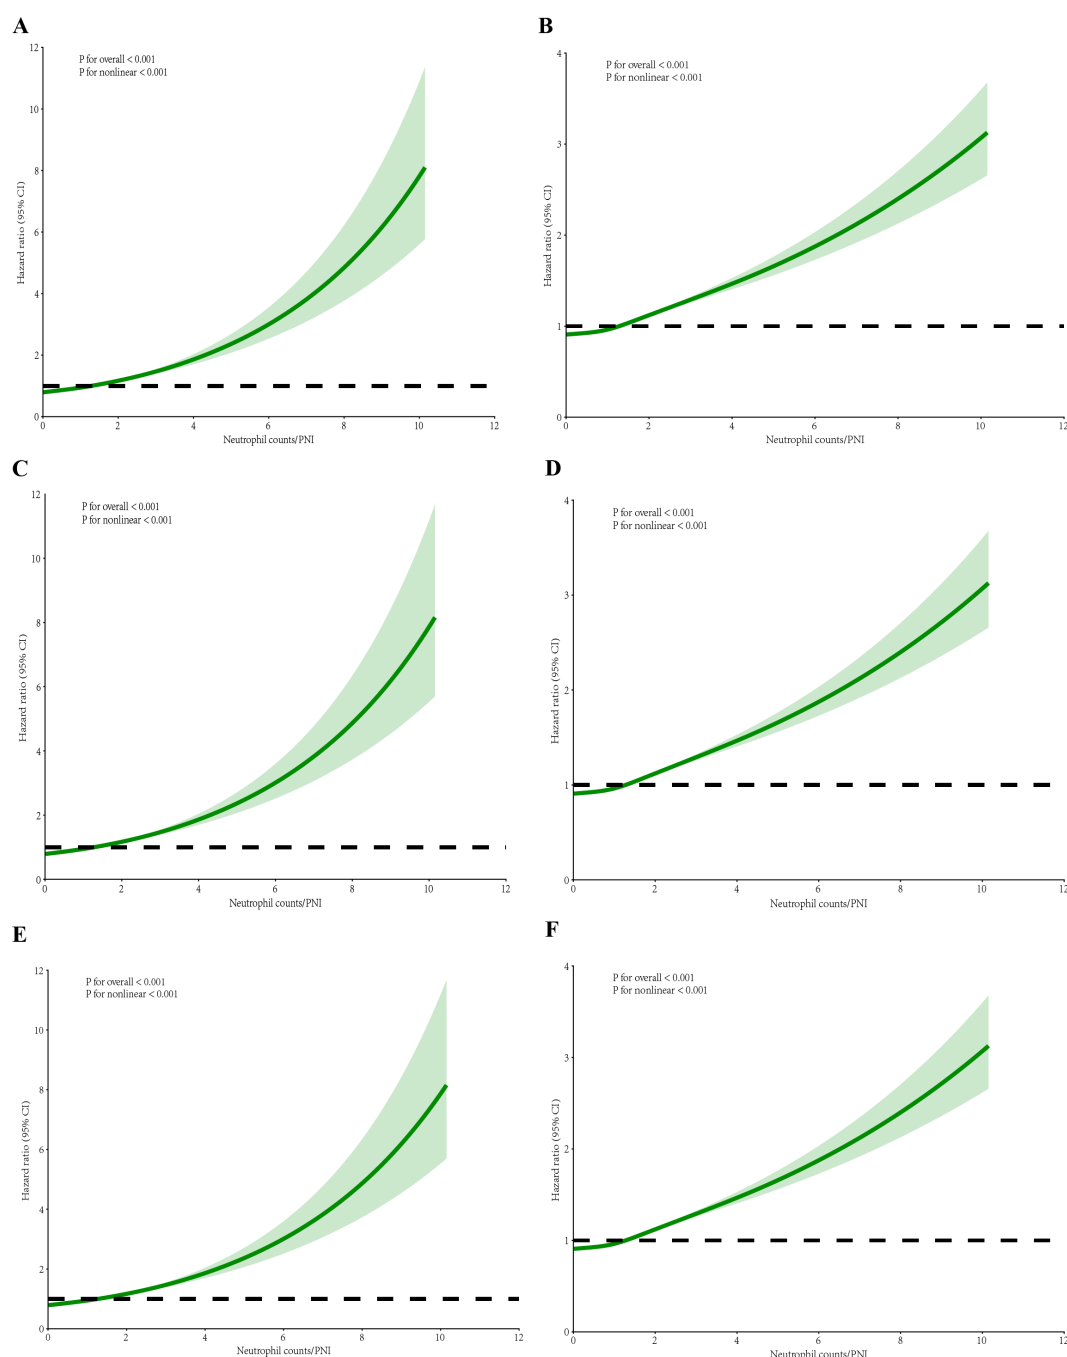 A
P for overall < 0.001
P for nonlinear < 0.001
12
10
8
6
4
2
0
Hazard ratio (95% CI)
0 2 4 6 8 10 12
Neutrophil counts/PNI
B
P for overall < 0.001
P for nonlinear < 0.001
4
3
2
1
0
Hazard ratio (95% CI)
0 2 4 6 8 10 12
Neutrophil counts/PNI
C
P for overall < 0.001
P for nonlinear < 0.001
12
10
8
6
4
2
0
Hazard ratio (95% CI)
0 2 4 6 8 10 12
Neutrophil counts/PNI
D
P for overall < 0.001
P for nonlinear < 0.001
4
3
2
1
0
Hazard ratio (95% CI)
0 2 4 6 8 10 12
Neutrophil counts/PNI
E
P for overall < 0.001
P for nonlinear < 0.001
12
10
8
6
4
2
0
Hazard ratio (95% CI)
0 2 4 6 8 10 12
Neutrophil counts/PNI
F
P for overall < 0.001
P for nonlinear < 0.001
4
3
2
1
0
Hazard ratio (95% CI)
0 2 4 6 8 10 12
Neutrophil counts/PNI